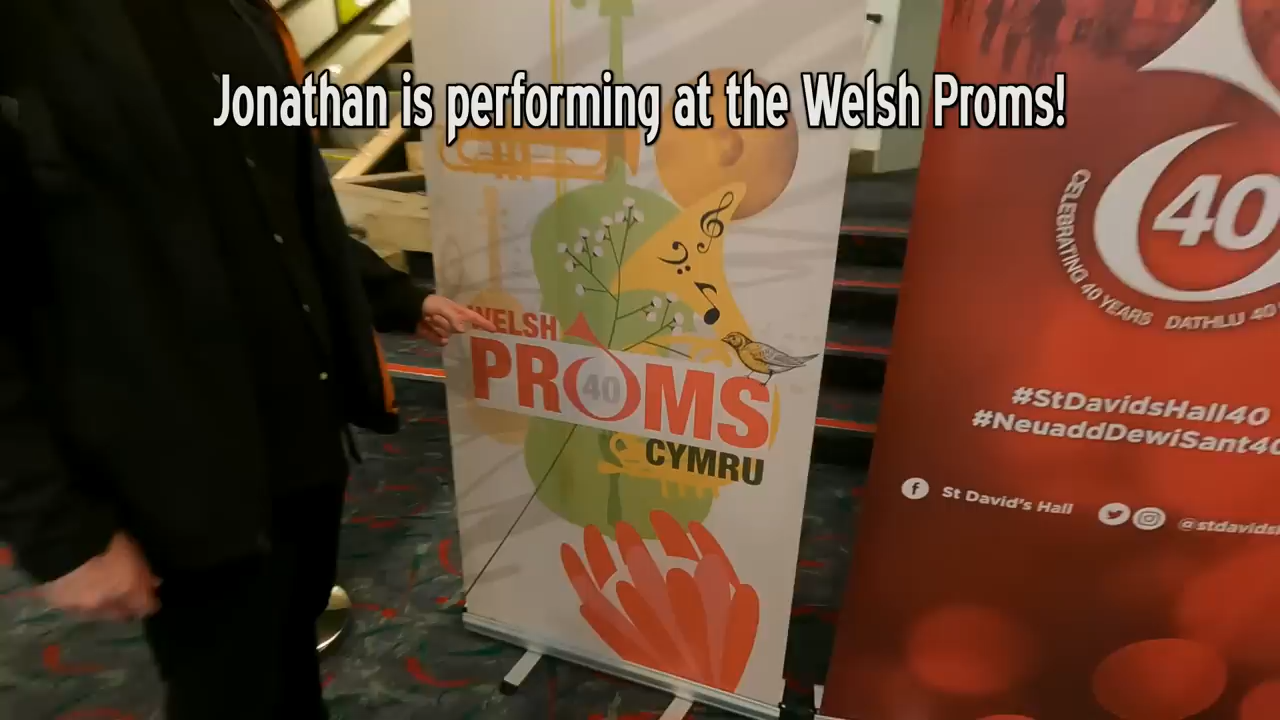 Jonathan is performing at the Welsh Proms!
WELSH
PROMS
40
CYMRU
40
CELEBRATING 40 YEARS DATHLU 40
#StDavidsHall40
#NeuaddDewiSant40
St David's Hall
@stdavids